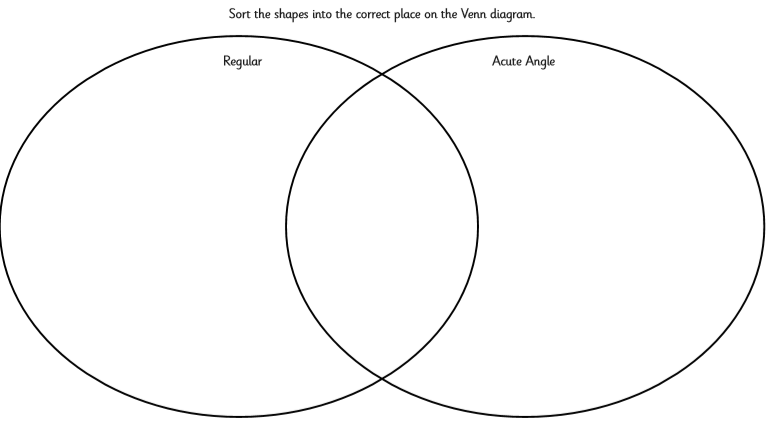 Sort the shapes into the correct place on the Venn diagram.
Regular
Acute Angle